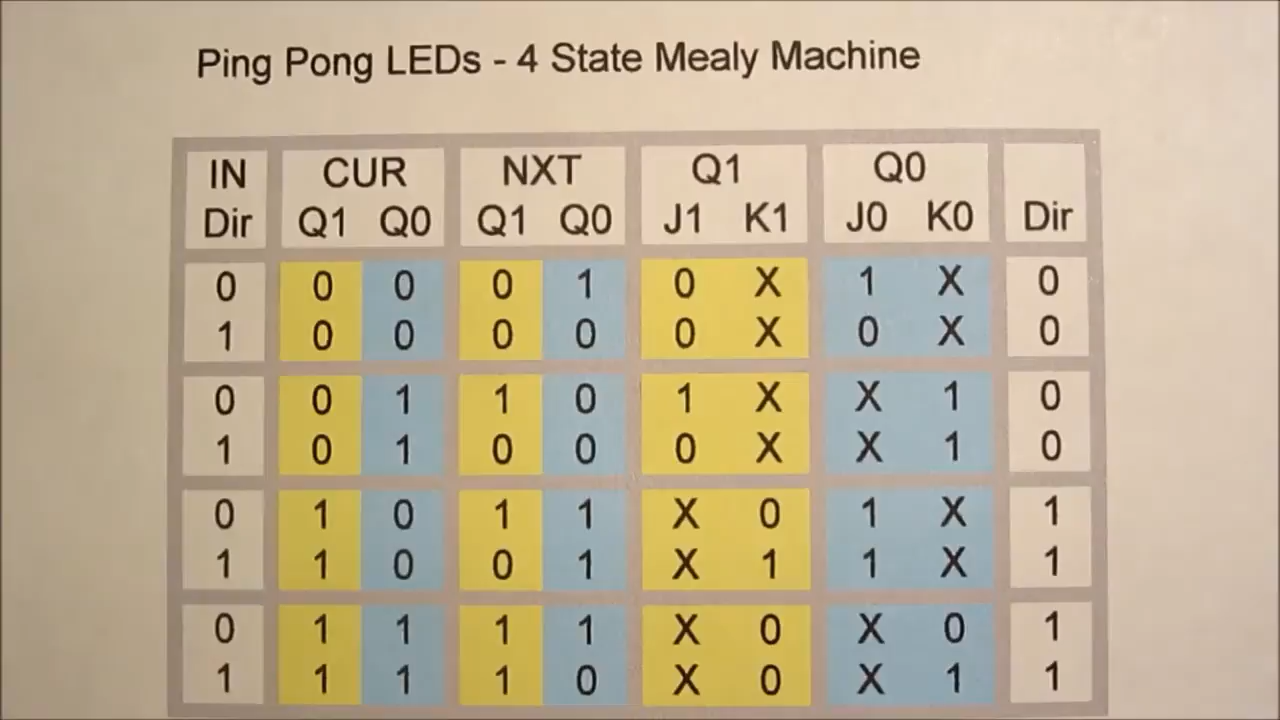 Ping Pong LEDs - 4 State Mealy Machine
IN CUR NXT Q1 Q0
Dir Q1 Q0 Q1 Q0 J1 K1 J0 K0 Dir
0 0 0 0 1 0 X 1 X 0
1 0 0 0 0 0 X 0 X 0
0 0 1 1 0 1 X X 1 0
1 0 1 0 0 0 X X 1 0
0 1 0 1 1 X 0 1 X 1
1 1 0 0 1 X 1 1 X 1
0 1 1 1 1 X 0 X 0 1
1 1 1 1 0 X 0 X 1 1